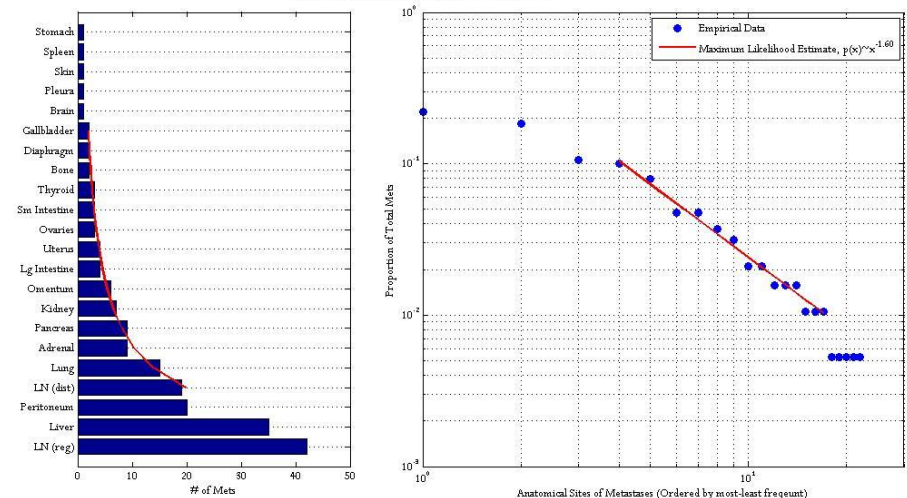 Stomach
Spleen
Skin
Pleura
Brain
Gallbladder
Diaphragm
Bone
Thyroid
Sm Intestine
Ovaries
Uterus
Lg Intestine
Omentum
Kidney
Pancreas
Adrenal
Lung
LN (dist)
Peritoneum
Liver
LN (reg)
0 10 20 30 40 50
# of Mets
Proportion of Total Mets
10^0
10^-1
10^-2
10^-3
10^0 10^1
Anatomical Sites of Metastases (Ordered by most-least freqeunt)
Empirical Data
Maximum Likelihood Estimate, p(x)~x^-1.60